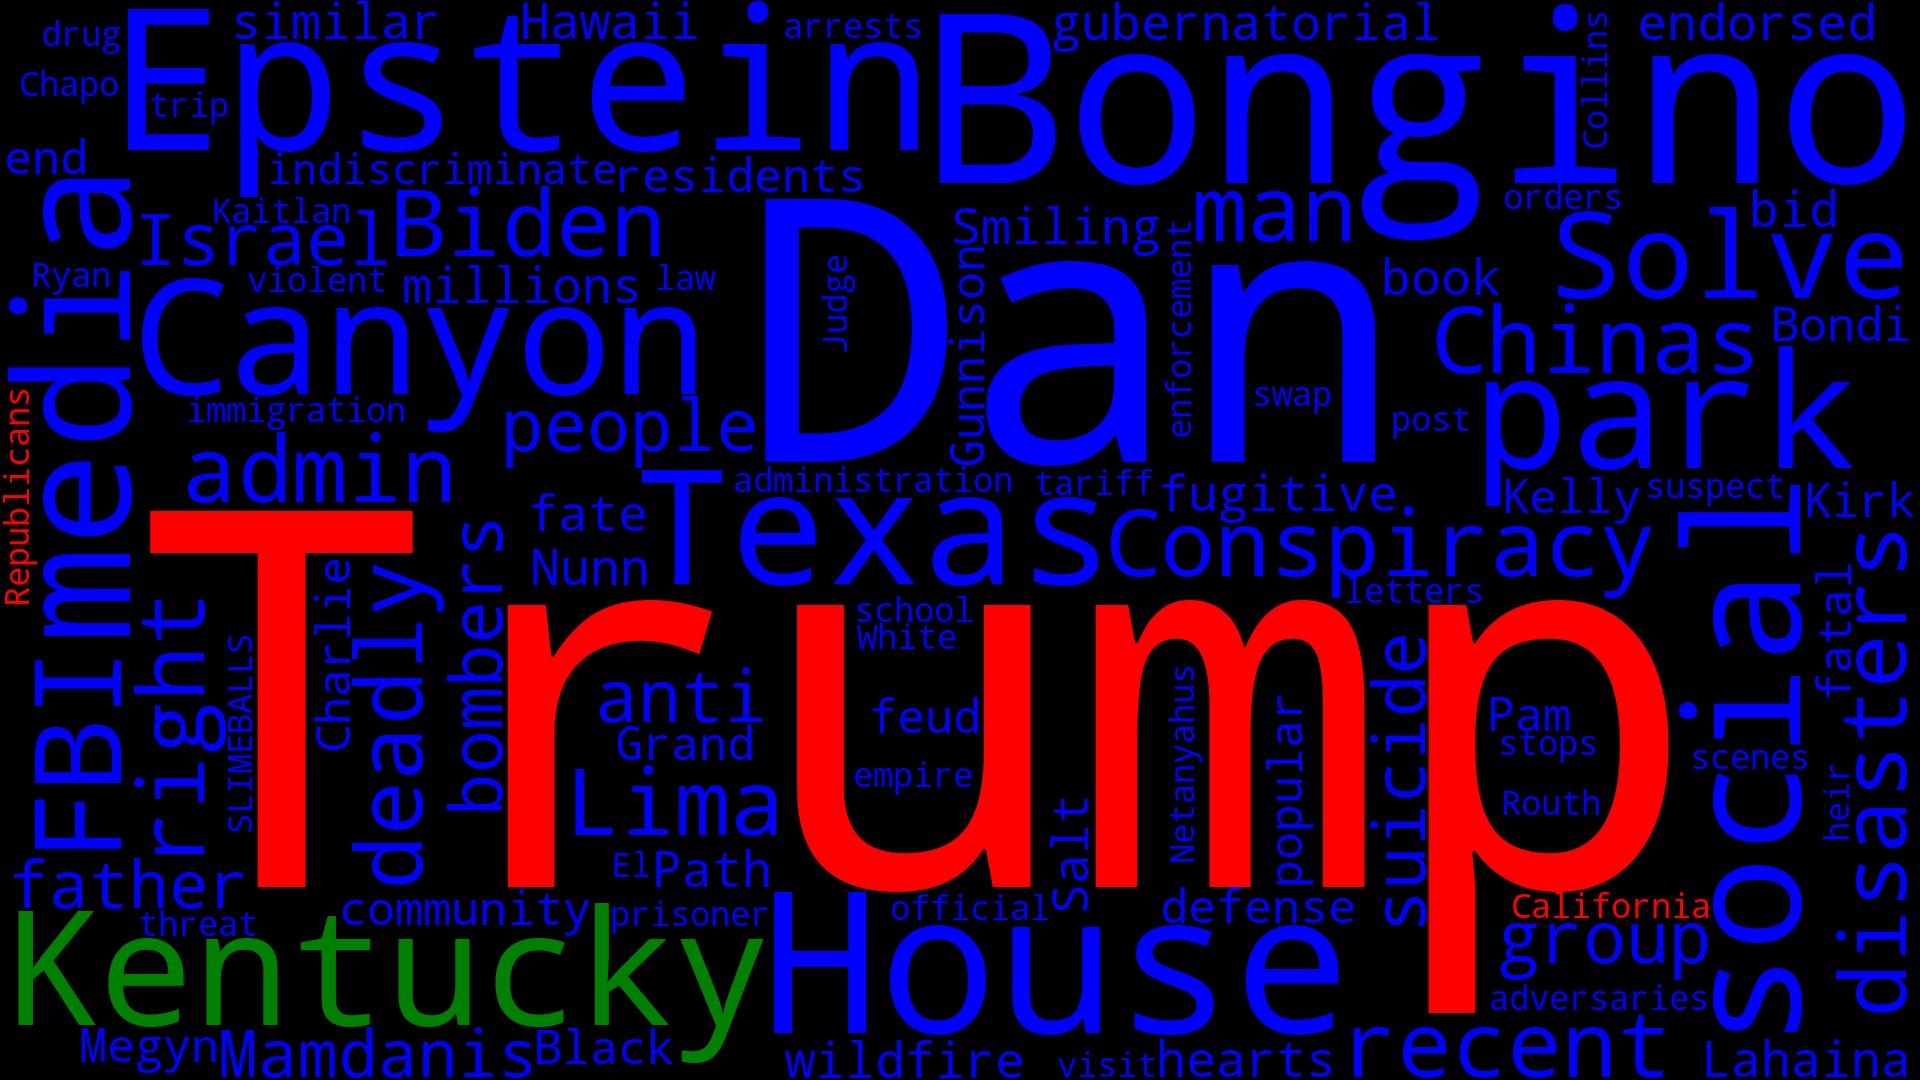 drug
similar
Hawaii
arrests
gubernatorial
Collins
endorsed
Epstein
Bongino
Chapo
trip
end
indiscriminate
residents
media
Kaitlan
Israel
Biden
Smiling
man
orders
bid
Solve
Ryan
violent
millions
law
Judge
Dan
Gunnison
enforcement
book
Chinas
Bondi
Canyon
Republicans
immigration
people
swap
post
park
admin
administration
tariff
fugitive
Kelly
suspect
Kirk
fate
Texas
Conspiracy
Nunn
letters
Trump
FBI
right
SLIMEBALLS
Charlie
deadly
bombers
school
White
anti
Grand
feud
empire
Lima
El
Path
Salt
Netanyahus
popular
suicide
Pam
stops
Routh
social
scenes
fatal
heir
disasters
father
threat
community
prisoner
official
defense
California
group
adversaries
Kentucky
House
Megyn
Mamdanis
Black
wildfire
visit
hearts
recent
Lahaina